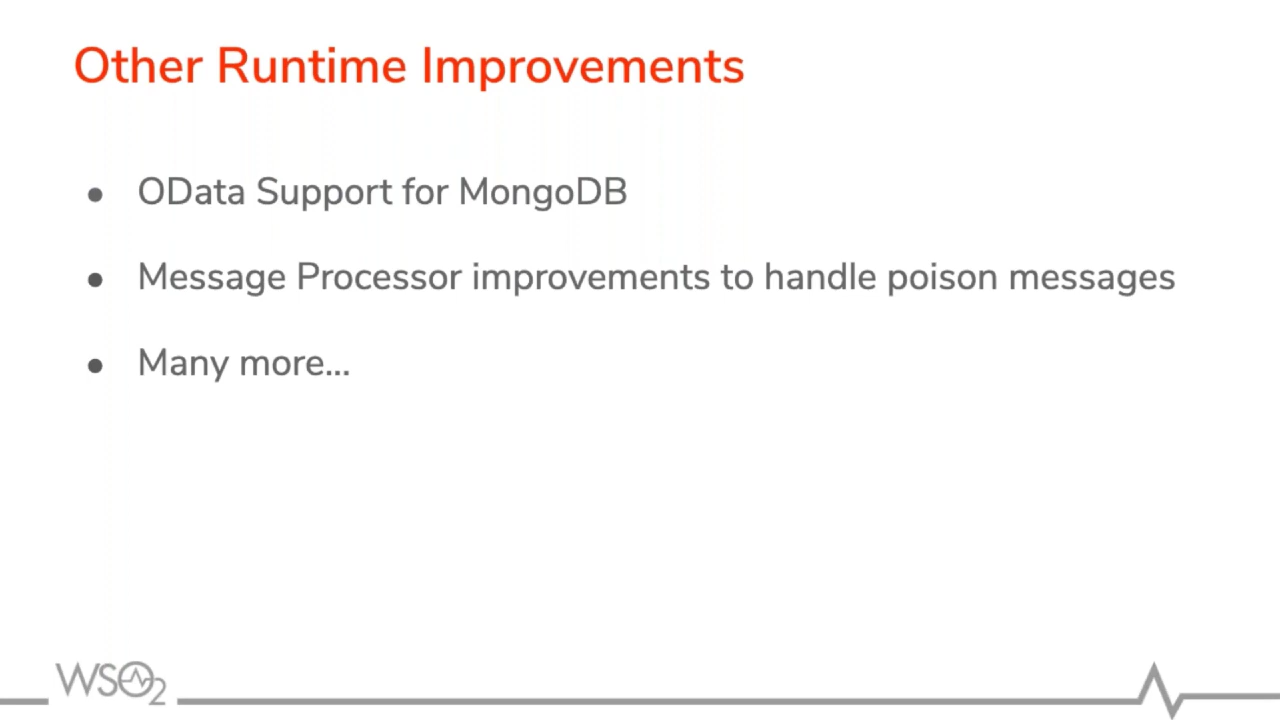 Other Runtime Improvements
● OData Support for MongoDB
● Message Processor improvements to handle poison messages
● Many more...
WSO2